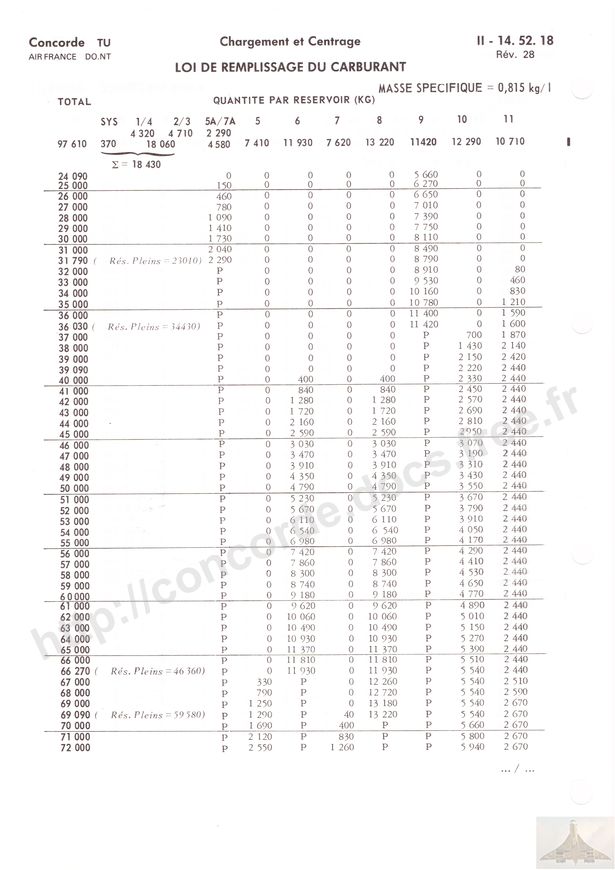 Concorde TU Chargement et Centrage II - 14. 52. 18
AIR FRANCE DO.NT Rév. 28
LOI DE REMPLISSAGE DU CARBURANT
MASSE SPECIFIQUE = 0,815 kg/l
TOTAL QUANTITE PAR RESERVOIR (KG)
SYS 1/4 2/3 5A/7A 5 6 7 8 9 10 11
4 320 4 710 2 290
97 610 370 18 060 4 580 7 410 11 930 7 620 13 220 11420 12 290 10 710
Σ = 18 430
24 090 0 0 0 0 0 5 660 0 0
25 000 150 0 0 0 0 6 270 0 0
26 000 460 0 0 0 0 6 650 0 0
27 000 780 0 0 0 0 7 010 0 0
28 000 1 090 0 0 0 0 7 390 0 0
29 000 1 410 0 0 0 0 7 750 0 0
30 000 1 730 0 0 0 0 8 110 0 0
31 000 2 040 0 0 0 0 8 490 0 0
31 790 ( Rés. Pleins = 23010) 2 290 0 0 0 0 8 790 0 0
32 000 P 0 0 0 0 8 910 0 80
33 000 P 0 0 0 0 9 530 0 460
34 000 P 0 0 0 0 10 160 0 830
35 000 P 0 0 0 0 10 780 0 1 210
36 000 P 0 0 0 0 11 400 0 1 590
36 030 ( Rés. Pleins = 34430) P 0 0 0 0 11 420 0 1 600
37 000 P 0 0 0 0 P 700 1 870
38 000 P 0 0 0 0 P 1 430 2 140
39 000 P 0 0 0 0 P 2 150 2 420
39 090 P 0 0 0 0 P 2 220 2 440
40 000 P 0 400 0 400 P 2 330 2 440
41 000 P 0 840 0 840 P 2 450 2 440
42 000 P 0 1 280 0 1 280 P 2 570 2 440
43 000 P 0 1 720 0 1 720 P 2 690 2 440
44 000 P 0 2 160 0 2 160 P 2 810 2 440
45 000 P 0 2 590 0 2 590 P 2 950 2 440
46 000 P 0 3 030 0 3 030 P 3 070 2 440
47 000 P 0 3 470 0 3 470 P 3 190 2 440
48 000 P 0 3 910 0 3 910 P 3 310 2 440
49 000 P 0 4 350 0 4 350 P 3 430 2 440
50 000 P 0 4 790 0 4 790 P 3 550 2 440
51 000 P 0 5 230 0 5 230 P 3 670 2 440
52 000 P 0 5 670 0 5 670 P 3 790 2 440
53 000 P 0 6 110 0 6 110 P 3 910 2 440
54 000 P 0 6 540 0 6 540 P 4 050 2 440
55 000 P 0 6 980 0 6 980 P 4 170 2 440
56 000 P 0 7 420 0 7 420 P 4 290 2 440
57 000 P 0 7 860 0 7 860 P 4 410 2 440
58 000 P 0 8 300 0 8 300 P 4 530 2 440
59 000 P 0 8 740 0 8 740 P 4 650 2 440
60 000 P 0 9 180 0 9 180 P 4 770 2 440
61 000 P 0 9 620 0 9 620 P 4 890 2 440
62 000 P 0 10 060 0 10 060 P 5 010 2 440
63 000 P 0 10 490 0 10 490 P 5 150 2 440
64 000 P 0 10 930 0 10 930 P 5 270 2 440
65 000 P 0 11 370 0 11 370 P 5 390 2 440
66 000 P 0 11 810 0 11 810 P 5 510 2 440
66 270 ( Rés. Pleins = 46 360) P 0 11 930 0 11 930 P 5 540 2 440
67 000 P 330 P 0 12 260 P 5 540 2 510
68 000 P 790 P 0 12 720 P 5 540 2 590
69 000 P 1 250 P 0 13 180 P 5 540 2 670
69 090 ( Rés. Pleins = 59 580) P 1 290 P 40 13 220 P 5 540 2 670
70 000 P 1 690 P 400 P P 5 660 2 670
71 000 P 2 120 P 830 P P 5 800 2 670
72 000 P 2 550 P 1 260 P P 5 940 2 670
... / ...
http://concorde.docs.free.fr